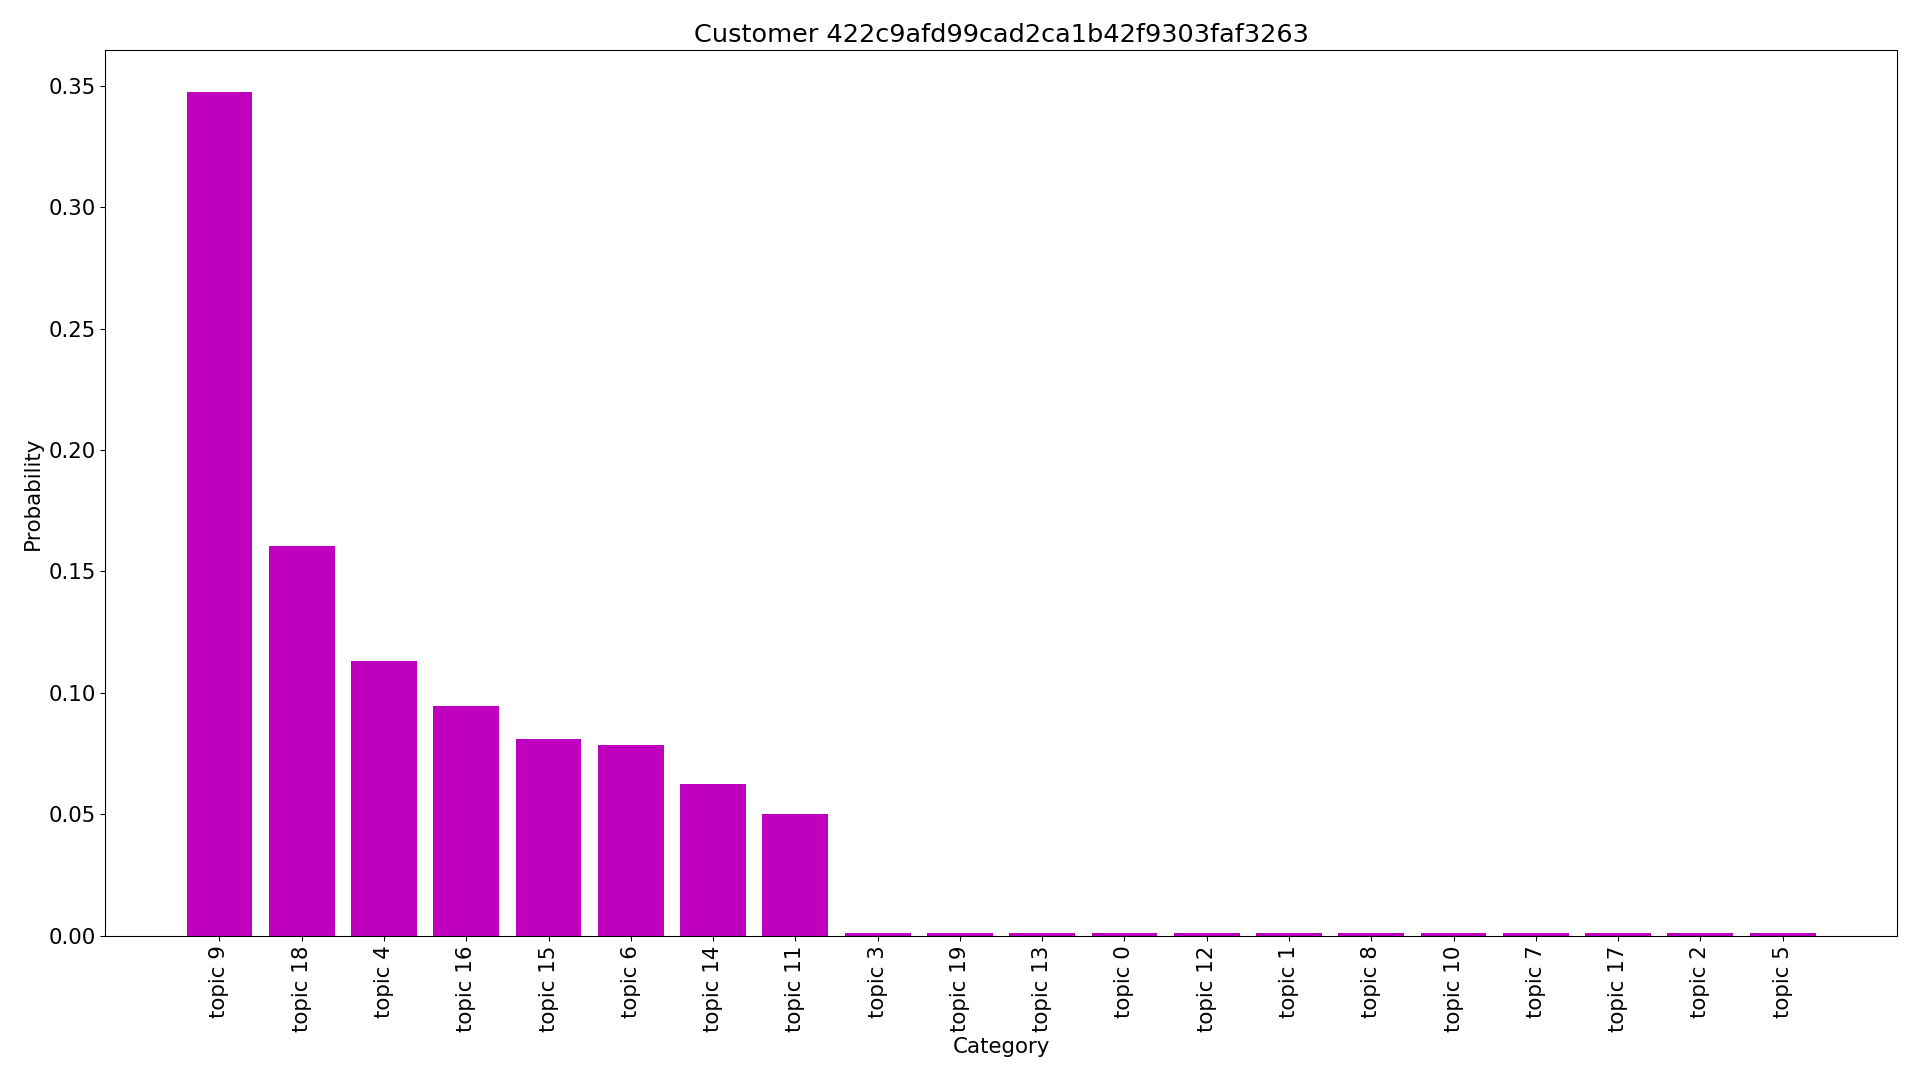 Customer 422c9afd99cad2ca1b42f9303faf3263
0.35
0.30
0.25
0.20
0.15
0.10
0.05
0.00
Probability
topic 9
topic 18
topic 4
topic 16
topic 15
topic 6
topic 14
topic 11
topic 3
topic 19
topic 13
topic 0
topic 12
topic 1
topic 8
topic 10
topic 7
topic 17
topic 2
topic 5
Category